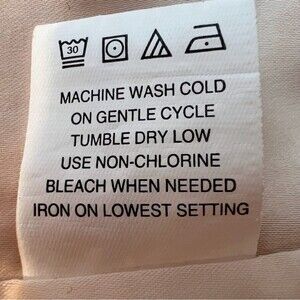 30
MACHINE WASH COLD
ON GENTLE CYCLE
TUMBLE DRY LOW
USE NON-CHLORINE
BLEACH WHEN NEEDED
IRON ON LOWEST SETTING